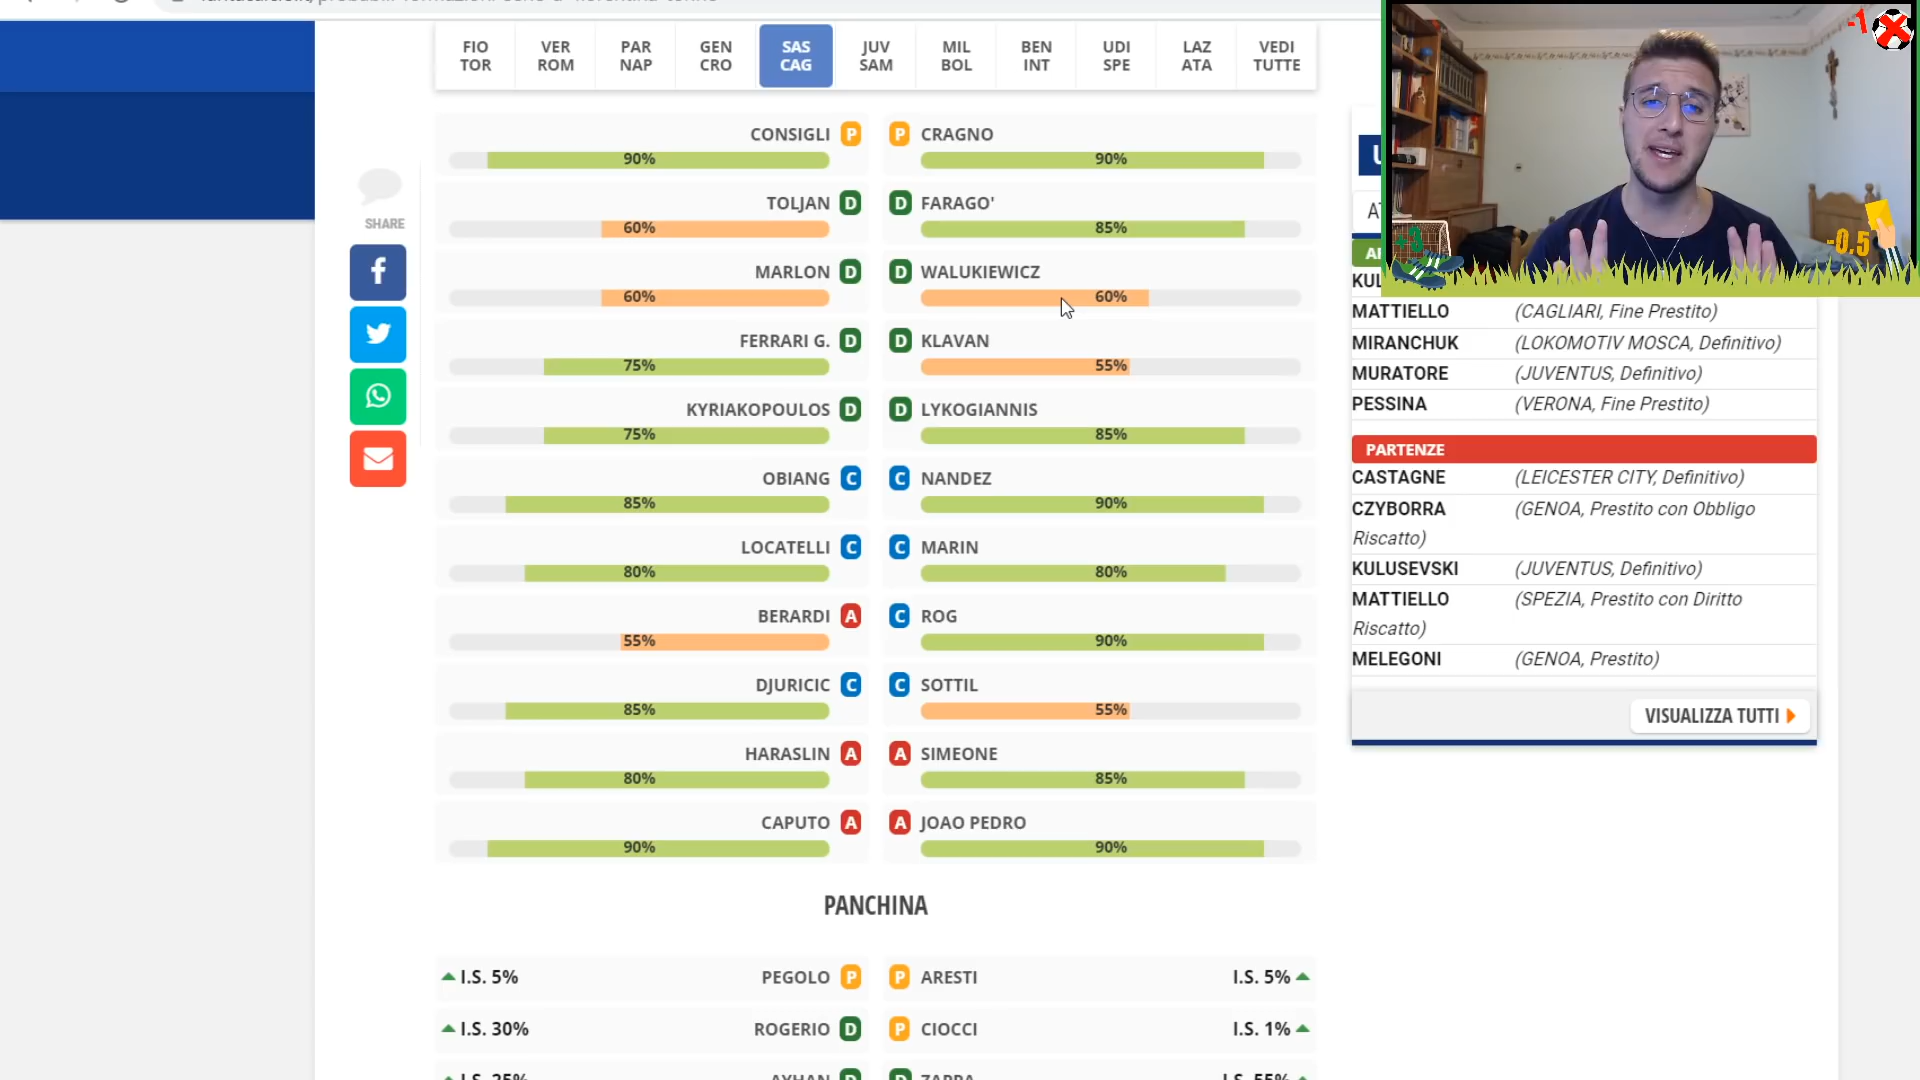 FIO VER PAR GEN SAS JUV MIL BEN UDI LAZ VEDI
TOR ROM NAP CRO CAG SAM BOL INT SPE ATA TUTTE
CONSIGLI P P CRAGNO
90% 90%
TOLJAN D D FARAGO'
60% 85%
MARLON D D WALUKIEWICZ
60% 60%
FERRARI G. D D KLAVAN
75% 55%
KYRIAKOPOULOS D D LYKOGIANNIS
75% 85%
OBIANG C C NANDEZ
85% 90%
LOCATELLI C C MARIN
80% 80%
BERARDI A C ROG
55% 90%
DJURICIC C C SOTTIL
85% 55%
HARASLIN A A SIMEONE
80% 85%
CAPUTO A A JOAO PEDRO
90% 90%
PANCHINA
I.S. 5% PEGOLO P P ARESTI I.S. 5%
I.S. 30% ROGERIO D P CIOCCI I.S. 1%
SHARE
-1
+3
-0,5
MATTIELLO (CAGLIARI, Fine Prestito)
MIRANCHUK (LOKOMOTIV MOSCA, Definitivo)
MURATORE (JUVENTUS, Definitivo)
PESSINA (VERONA, Fine Prestito)
PARTENZE
CASTAGNE (LEICESTER CITY, Definitivo)
CZYBORRA (GENOA, Prestito con Obbligo
Riscatto)
KULUSEVSKI (JUVENTUS, Definitivo)
MATTIELLO (SPEZIA, Prestito con Diritto
Riscatto)
MELEGONI (GENOA, Prestito)
VISUALIZZA TUTTI